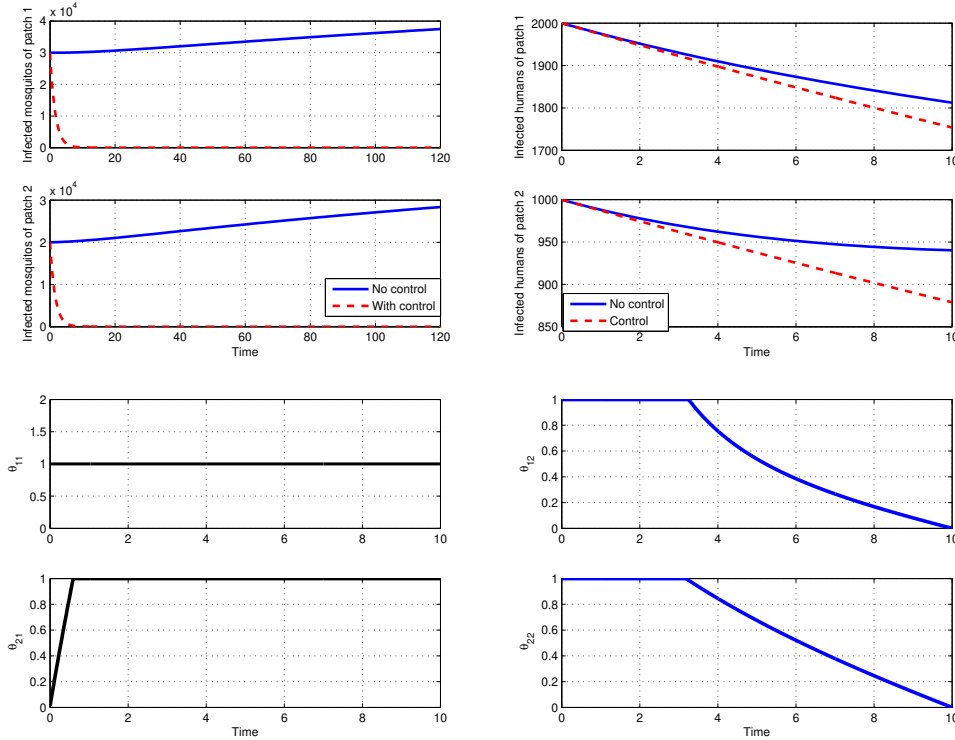 Infected mosquitos of patch 1
x 10^4
4
3
2
1
0
0 20 40 60 80 100 120
Infected humans of patch 1
2000
1900
1800
1700
0 2 4 6 8 10
Infected mosquitos of patch 2
x 10^4
3
2
1
0
0 20 40 60 80 100 120
Time
No control
With control
Infected humans of patch 2
1000
950
900
850
0 2 4 6 8 10
Time
No control
Control
θ11
2
1.5
1
0.5
0
0 2 4 6 8 10
θ12
1
0.8
0.6
0.4
0.2
0
0 2 4 6 8 10
θ21
1
0.8
0.6
0.4
0.2
0
0 2 4 6 8 10
Time
θ22
1
0.8
0.6
0.4
0.2
0
0 2 4 6 8 10
Time